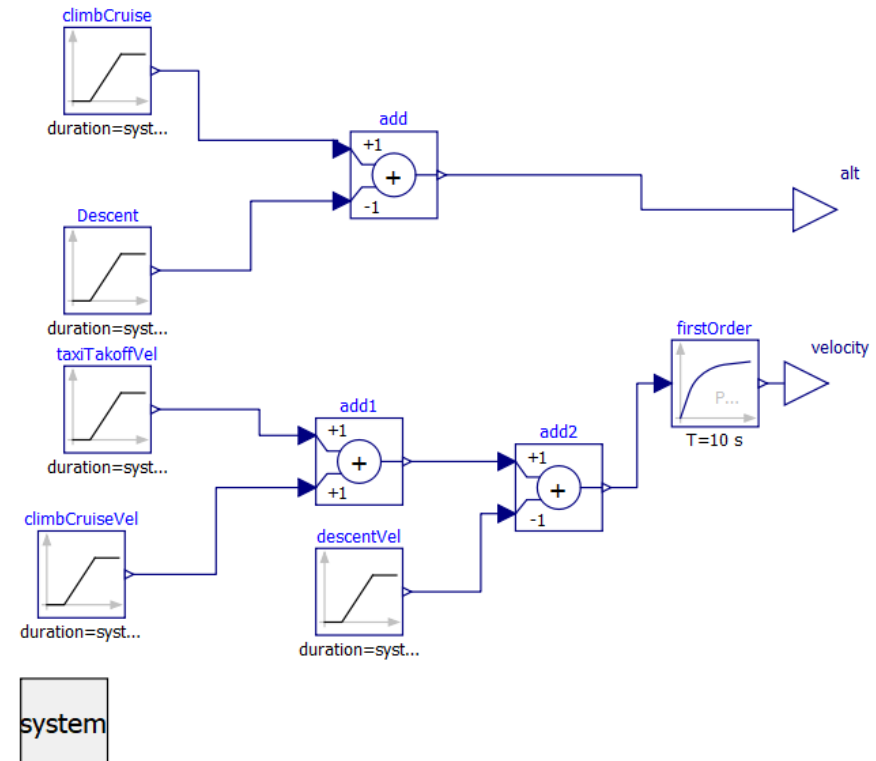 climbCruise
duration=syst...
add
+1
+
-1
alt
Descent
duration=syst...
taxiTakoffVel
duration=syst...
add1
+1
+
+1
firstOrder
P...
T=10 s
velocity
add2
+1
+
-1
climbCruiseVel
duration=syst...
descentVel
duration=syst...
system